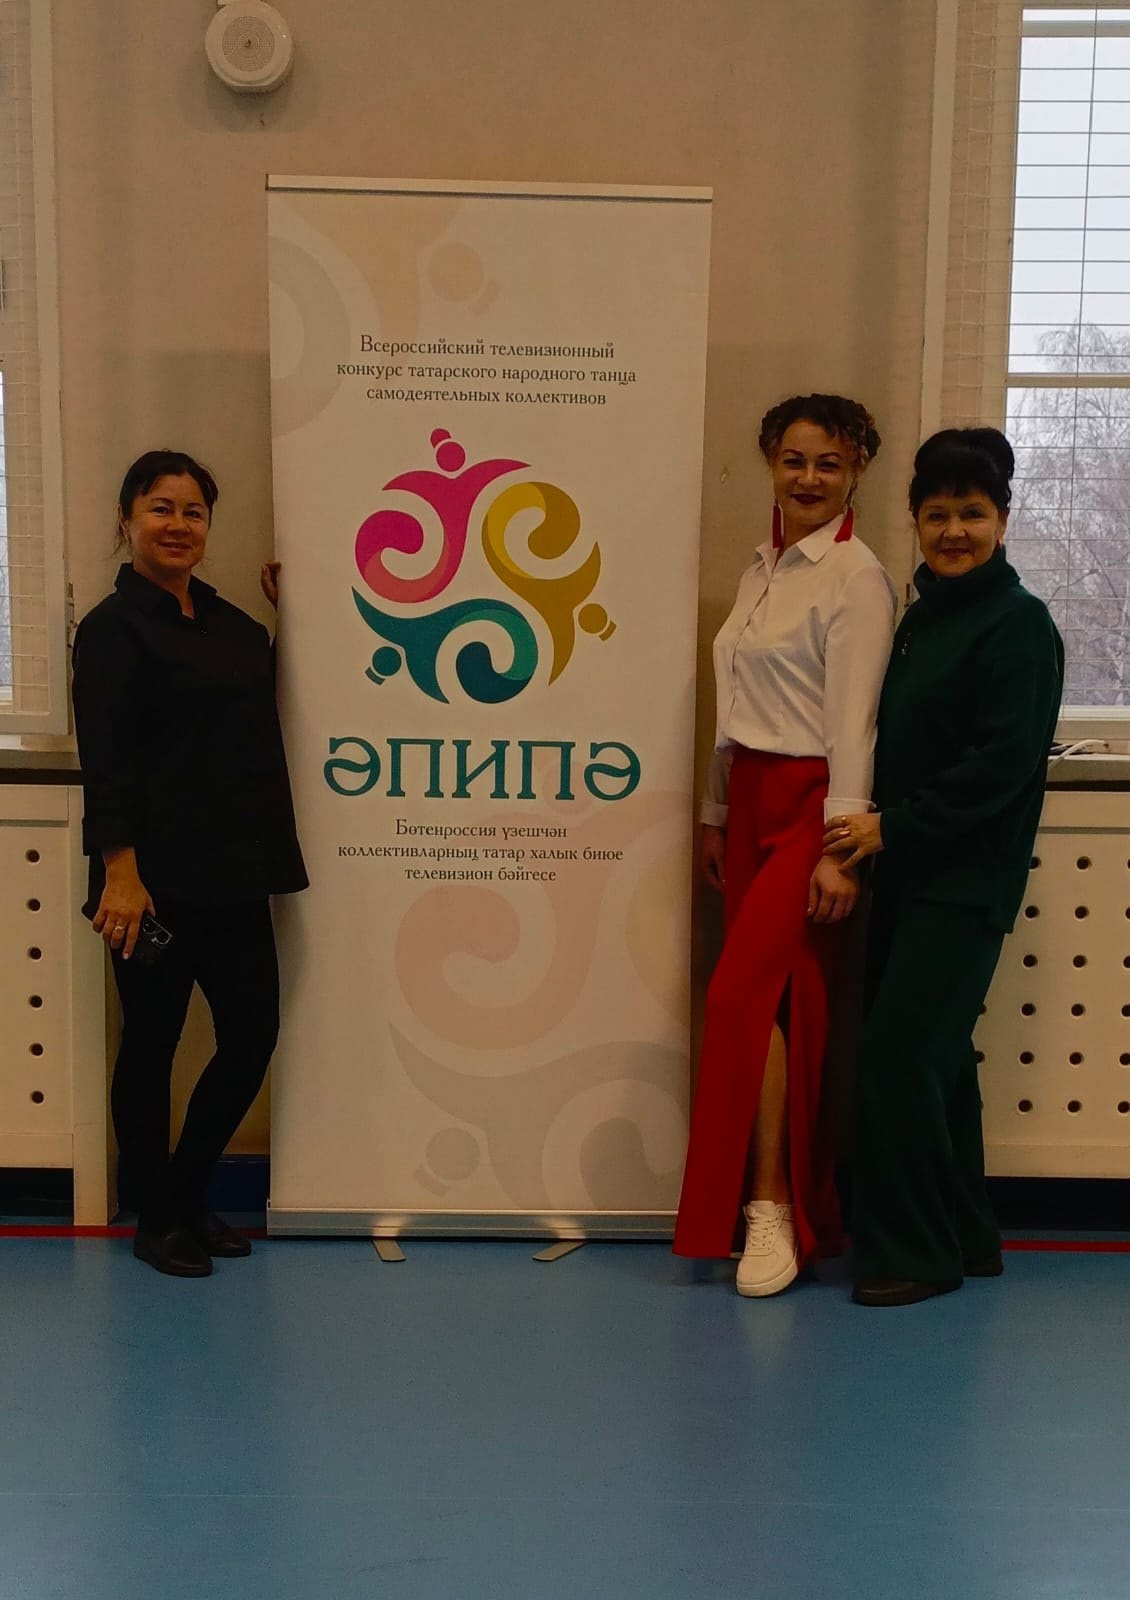 Всероссийский телевизионный
конкурс татарского народного танца
самодеятельных коллективов
әпипә
Бөтенроссия үзешчән
коллективларның татар халык биюе
телевизион бәйгесе